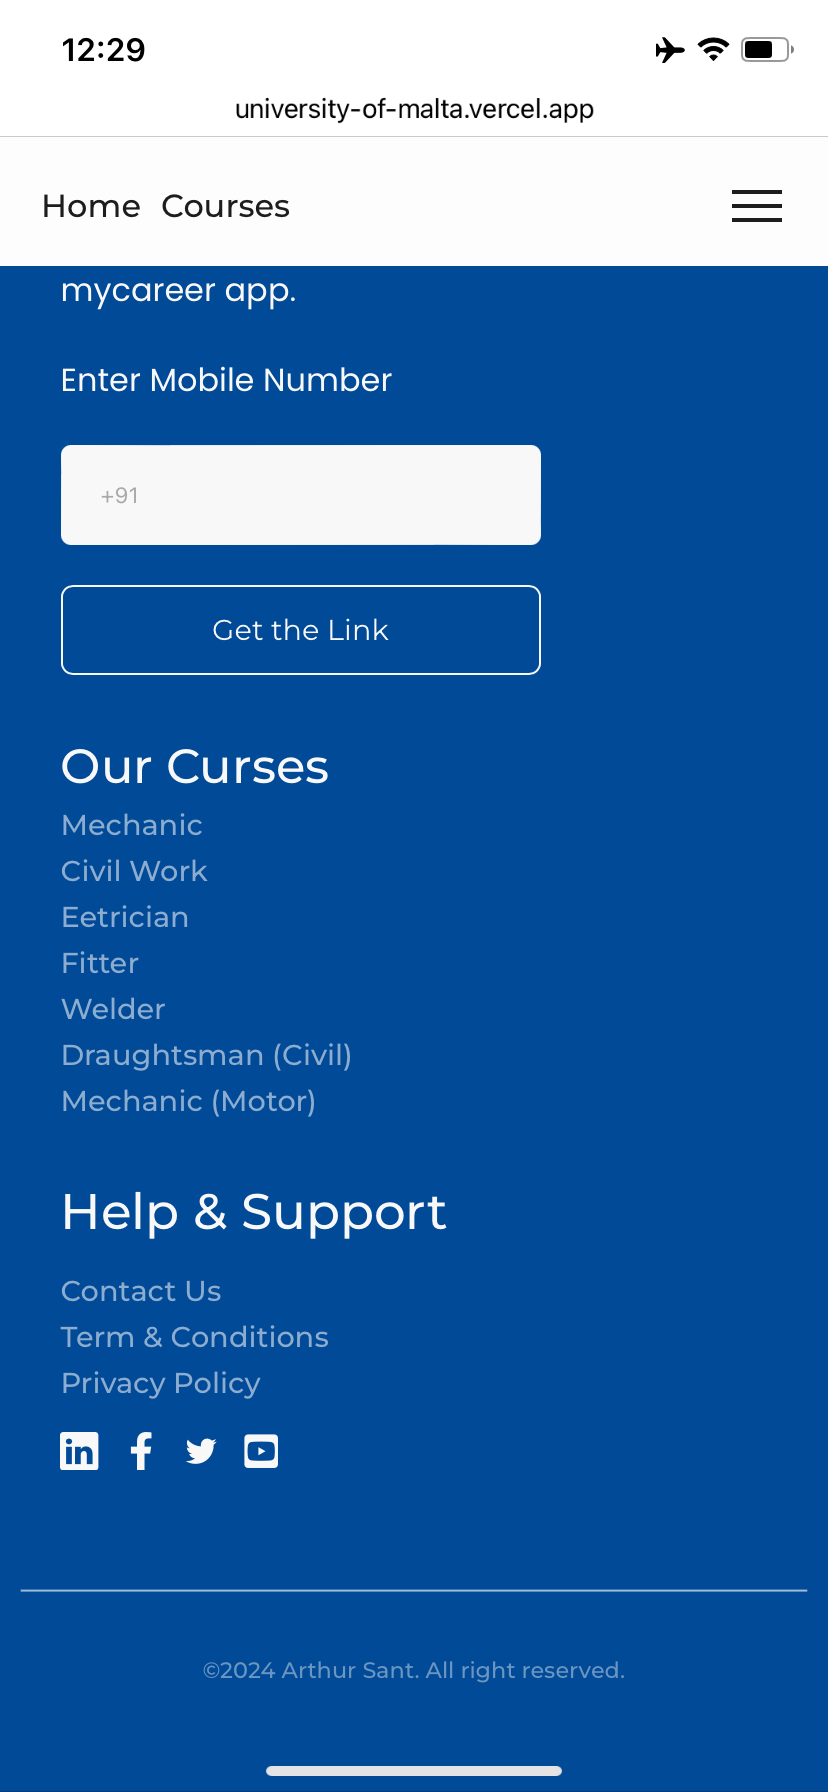 12:29
university-of-malta.vercel.app
Home Courses
mycareer app.
Enter Mobile Number
+91
Get the Link
Our Curses
Mechanic
Civil Work
Eetrician
Fitter
Welder
Draughtsman (Civil)
Mechanic (Motor)
Help & Support
Contact Us
Term & Conditions
Privacy Policy
in
©2024 Arthur Sant. All right reserved.